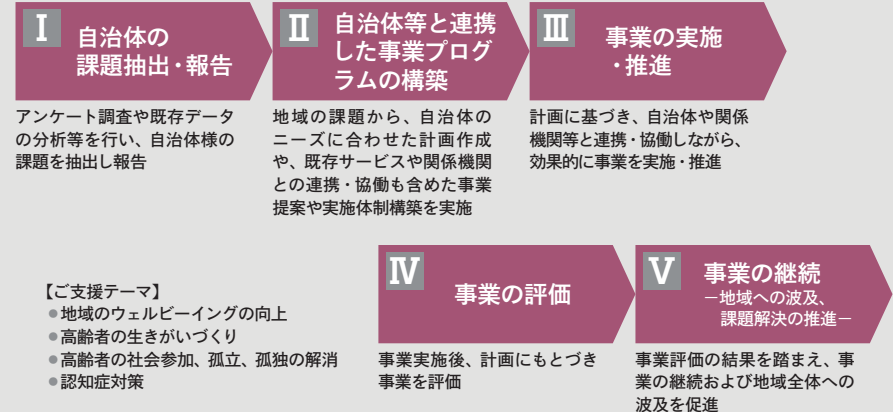 Ⅰ
自治体の
課題抽出・報告
アンケート調査や既存データ
の分析等を行い、自治体様の
課題を抽出し報告
Ⅱ
自治体等と連携
した事業プログ
ラムの構築
地域の課題から、自治体の
ニーズに合わせた計画作成
や、既存サービスや関係機関
との連携・協働も含めた事業
提案や実施体制構築を実施
Ⅲ
事業の実施
・推進
計画に基づき、自治体や関係
機関等と連携・協働しながら、
効果的に事業を実施・推進
【ご支援テーマ】
●地域のウェルビーイングの向上
●高齢者の生きがいづくり
●高齢者の社会参加、孤立、孤独の解消
●認知症対策
Ⅳ
事業の評価
事業実施後、計画にもとづき
事業を評価
Ⅴ
事業の継続
－地域への波及、
課題解決の推進－
事業評価の結果を踏まえ、事
業の継続および地域全体への
波及を促進